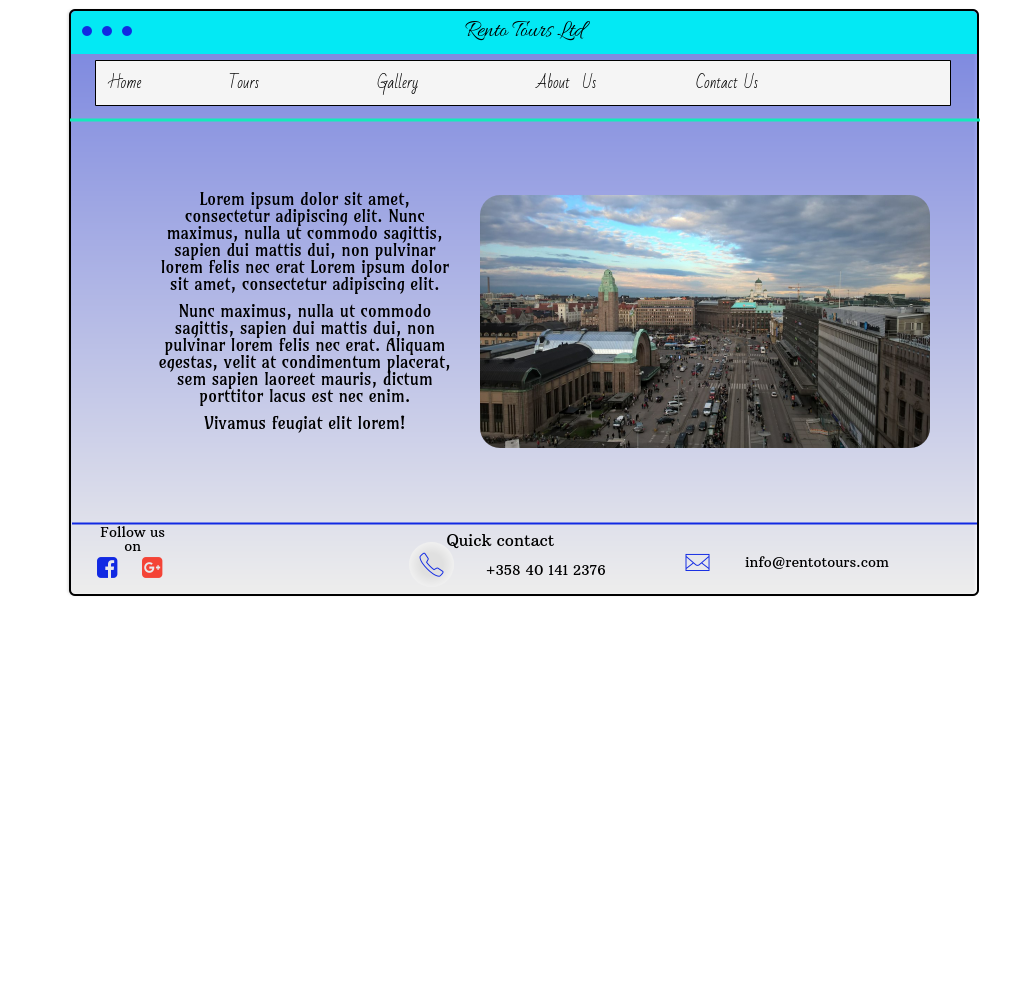 Rento Tours Ltd
Home Tours Gallery About Us Contact Us
Lorem ipsum dolor sit amet,
consectetur adipiscing elit. Nunc
maximus, nulla ut commodo sagittis,
sapien dui mattis dui, non pulvinar
lorem felis nec erat Lorem ipsum dolor
sit amet, consectetur adipiscing elit.
Nunc maximus, nulla ut commodo
sagittis, sapien dui mattis dui, non
pulvinar lorem felis nec erat. Aliquam
egestas, velit at condimentum placerat,
sem sapien laoreet mauris, dictum
porttitor lacus est nec enim.
Vivamus feugiat elit lorem!
Follow us
on
f G+
Quick contact
+358 40 141 2376
info@rentotours.com